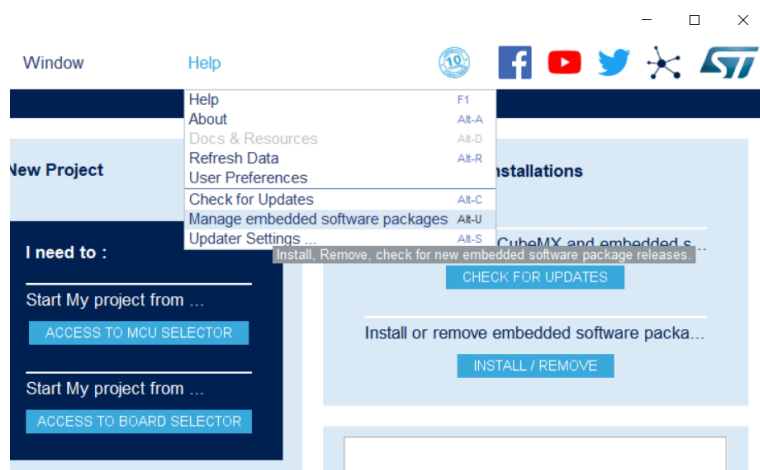 Window Help 10 ST
Help F1
About Alt-A
Docs & Resources Alt-D
Refresh Data Alt-R
User Preferences
Check for Updates Alt-C
Manage embedded software packages Alt-U
Updater Settings ... Alt-S
Install, Remove, check for new embedded software package releases.
New Project
I need to :
Start My project from ...
ACCESS TO MCU SELECTOR
Start My project from ...
ACCESS TO BOARD SELECTOR
nstallations
CubeMX and embedded s...
CHECK FOR UPDATES
Install or remove embedded software packa...
INSTALL / REMOVE